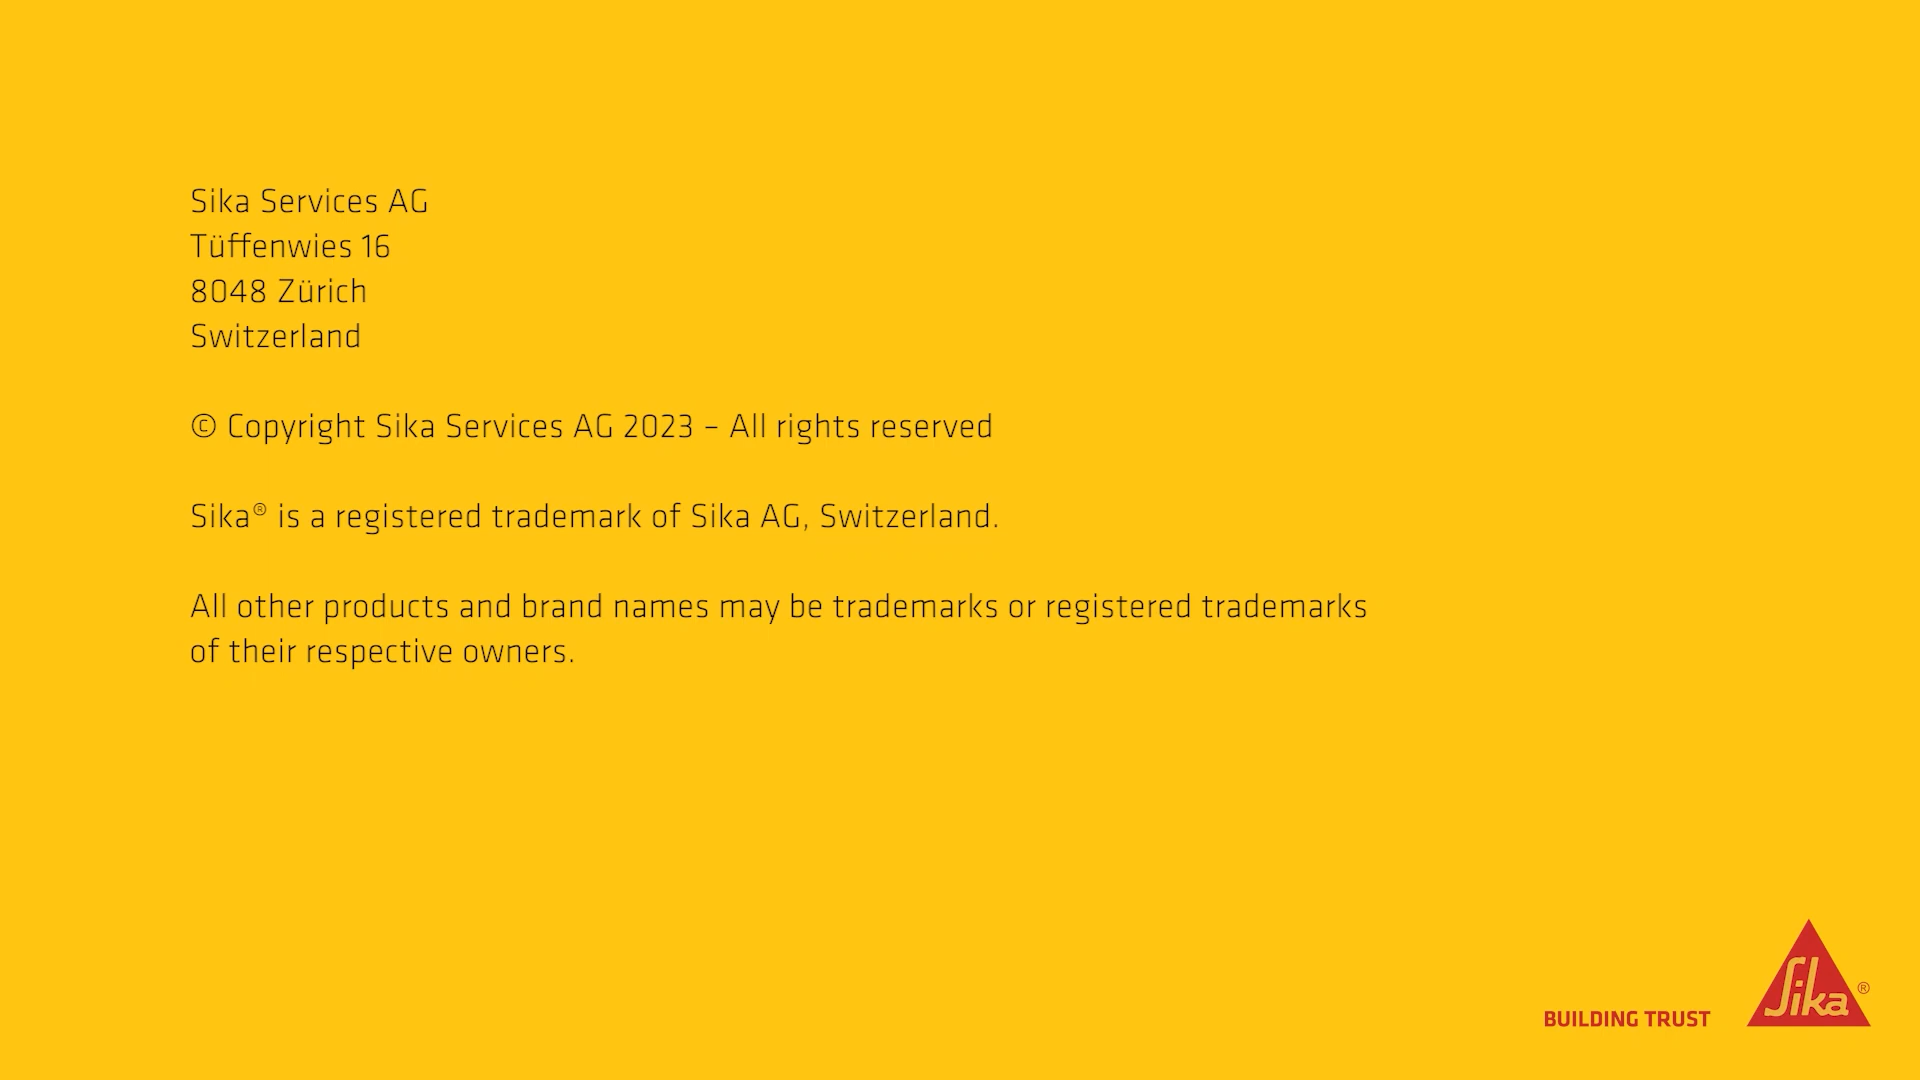 Sika Services AG
Tüffenwies 16
8048 Zürich
Switzerland
© Copyright Sika Services AG 2023 – All rights reserved
Sika® is a registered trademark of Sika AG, Switzerland.
All other products and brand names may be trademarks or registered trademarks
of their respective owners.
BUILDING TRUST
Sika®